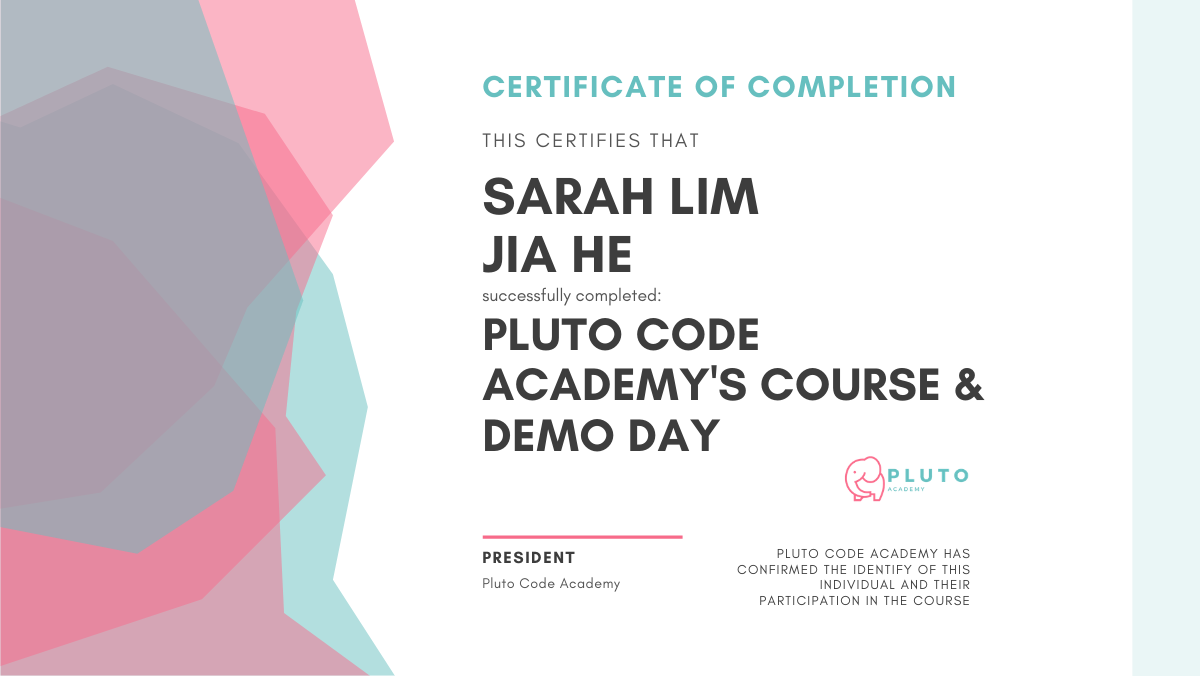 CERTIFICATE OF COMPLETION
THIS CERTIFIES THAT
SARAH LIM
JIA HE
successfully completed:
PLUTO CODE
ACADEMY'S COURSE &
DEMO DAY
PLUTO
ACADEMY
PRESIDENT
Pluto Code Academy
PLUTO CODE ACADEMY HAS
CONFIRMED THE IDENTIFY OF THIS
INDIVIDUAL AND THEIR
PARTICIPATION IN THE COURSE